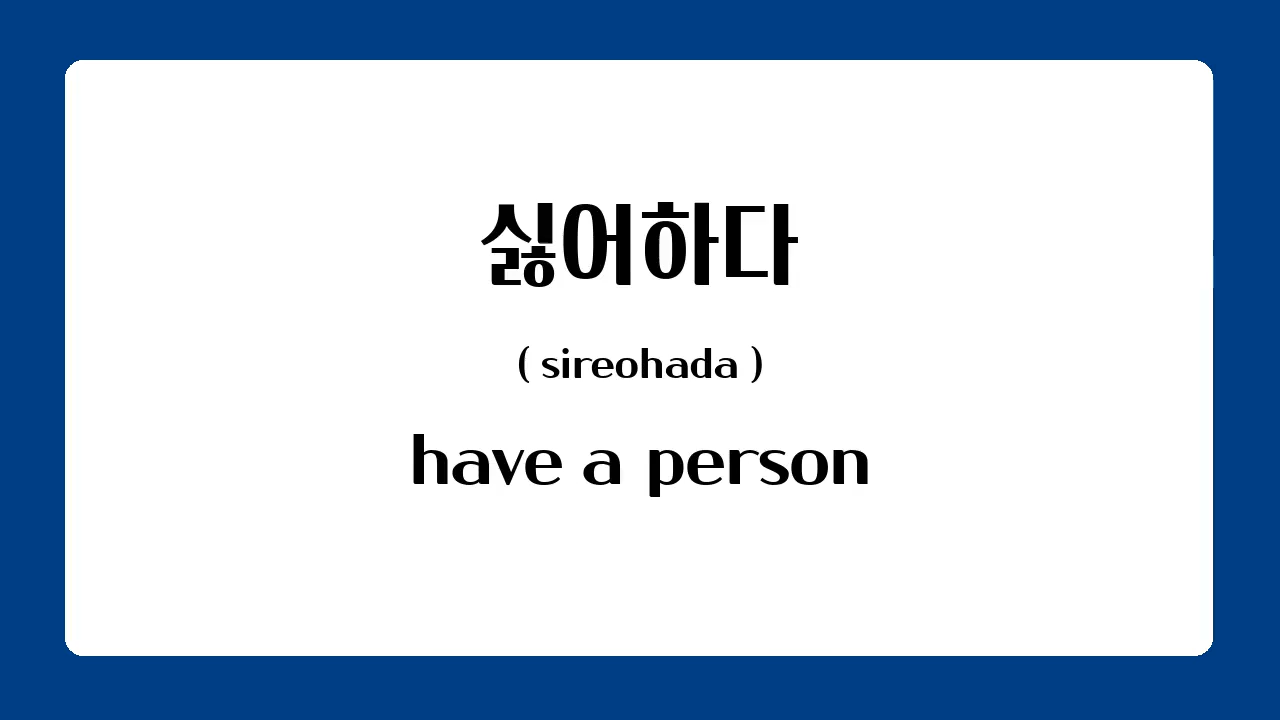 싫어하다
( sireohada )
have a person